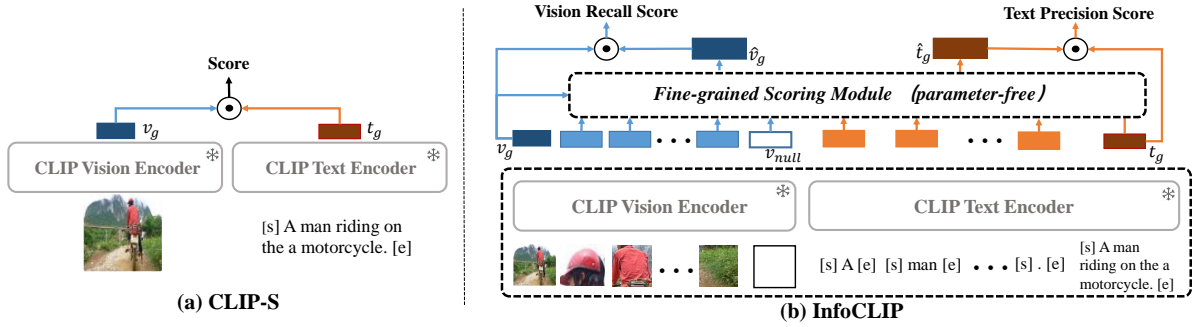 Score
v_g
t_g
CLIP Vision Encoder
CLIP Text Encoder
[s] A man riding on
the a motorcycle. [e]
(a) CLIP-S
Vision Recall Score
Text Precision Score
v̂_g
t̂_g
Fine-grained Scoring Module (parameter-free)
v_g
• • •
v_null
• • •
t_g
CLIP Vision Encoder
CLIP Text Encoder
• • •
[s] A [e] [s] man [e] • • • [s] . [e]
[s] A man
riding on the a
motorcycle. [e]
(b) InfoCLIP